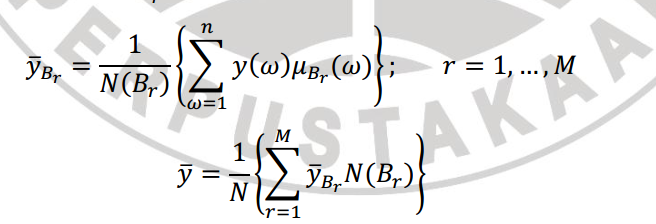 ȳ_{B_r} = \frac{1}{N(B_r)} \left\{ \sum_{ω=1}^{n} y(ω)μ_{B_r}(ω) \right\};  r = 1, …, M
ȳ = \frac{1}{N} \left\{ \sum_{r=1}^{M} ȳ_{B_r} N(B_r) \right\}
PERPUSTAKAA